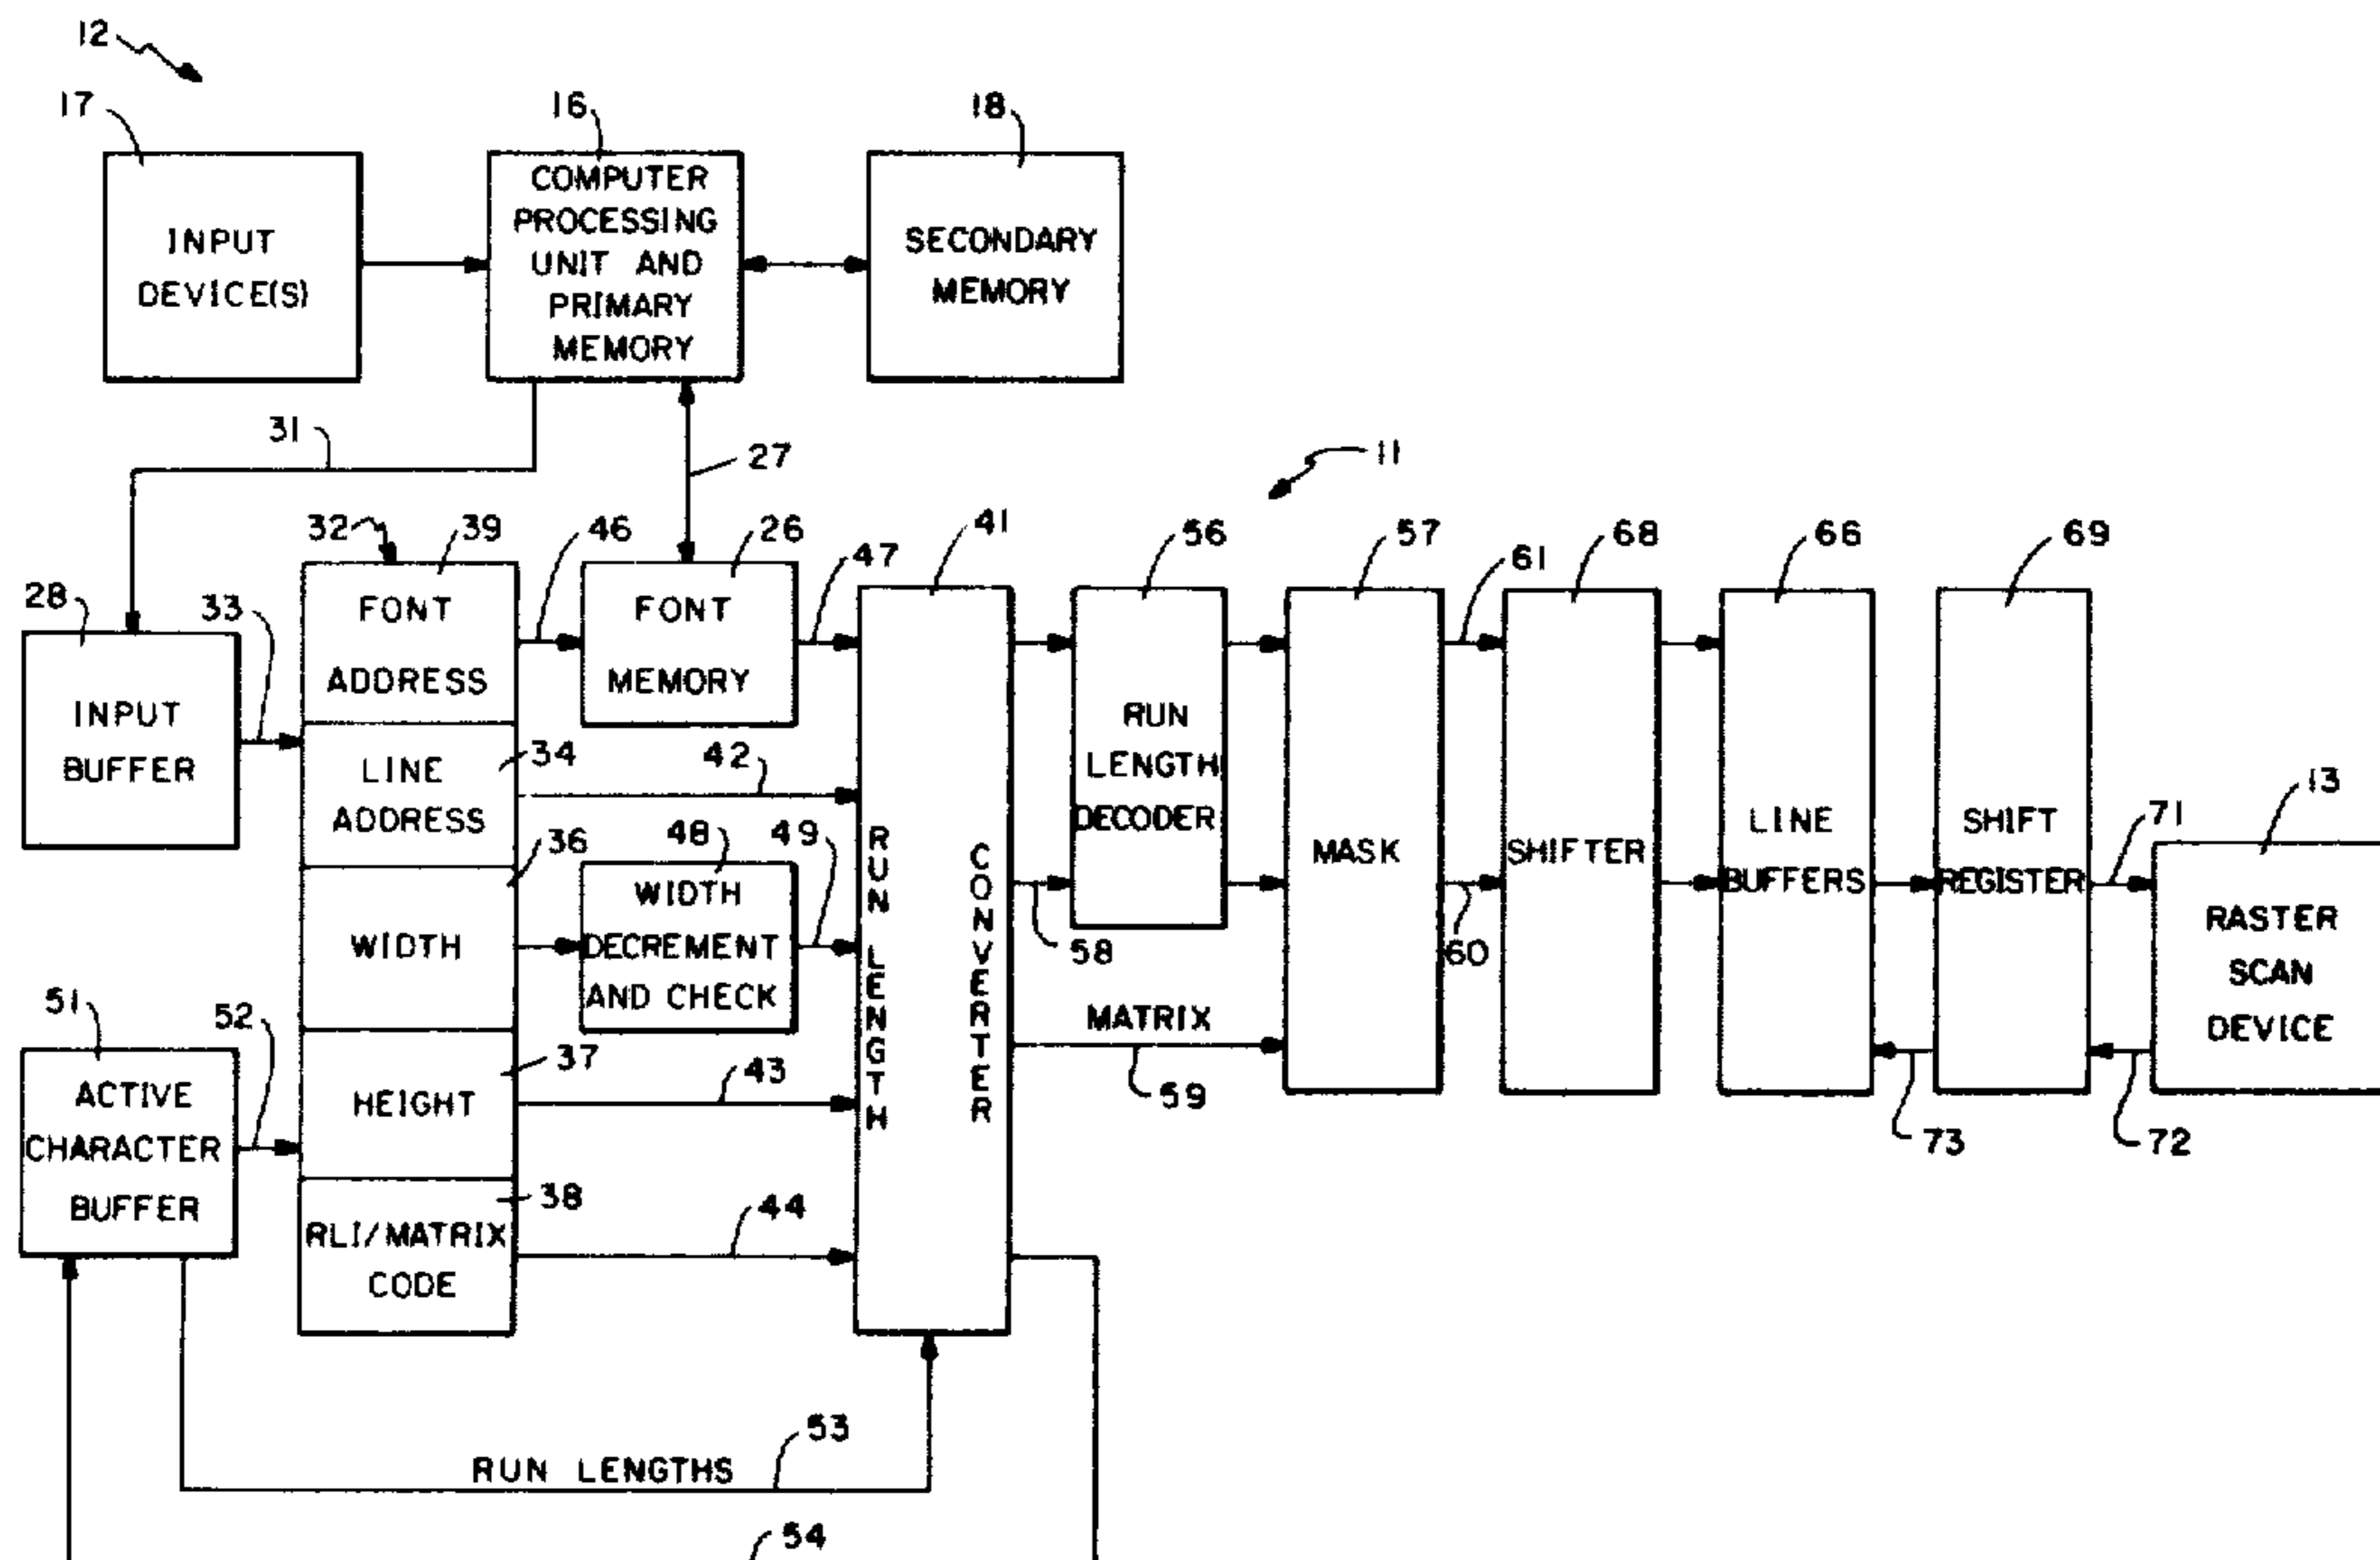 12
17
16
18
INPUT
DEVICE(S)
COMPUTER
PROCESSING
UNIT AND
PRIMARY
MEMORY
SECONDARY
MEMORY
31
27
11
32
39
46
26
47
41
56
57
61
68
66
69
28
33
INPUT
BUFFER
FONT
ADDRESS
FONT
MEMORY
34
LINE
ADDRESS
42
36
WIDTH
48
49
WIDTH
DECREMENT
AND CHECK
37
HEIGHT
43
38
RLI/MATRIX
CODE
44
51
52
ACTIVE
CHARACTER
BUFFER
RUN LENGTH
CONVERTER
RUN
LENGTH
DECODER
58
MATRIX
59
MASK
60
SHIFTER
LINE
BUFFERS
SHIFT
REGISTER
71
13
RASTER
SCAN
DEVICE
73
72
RUN LENGTHS
53
54